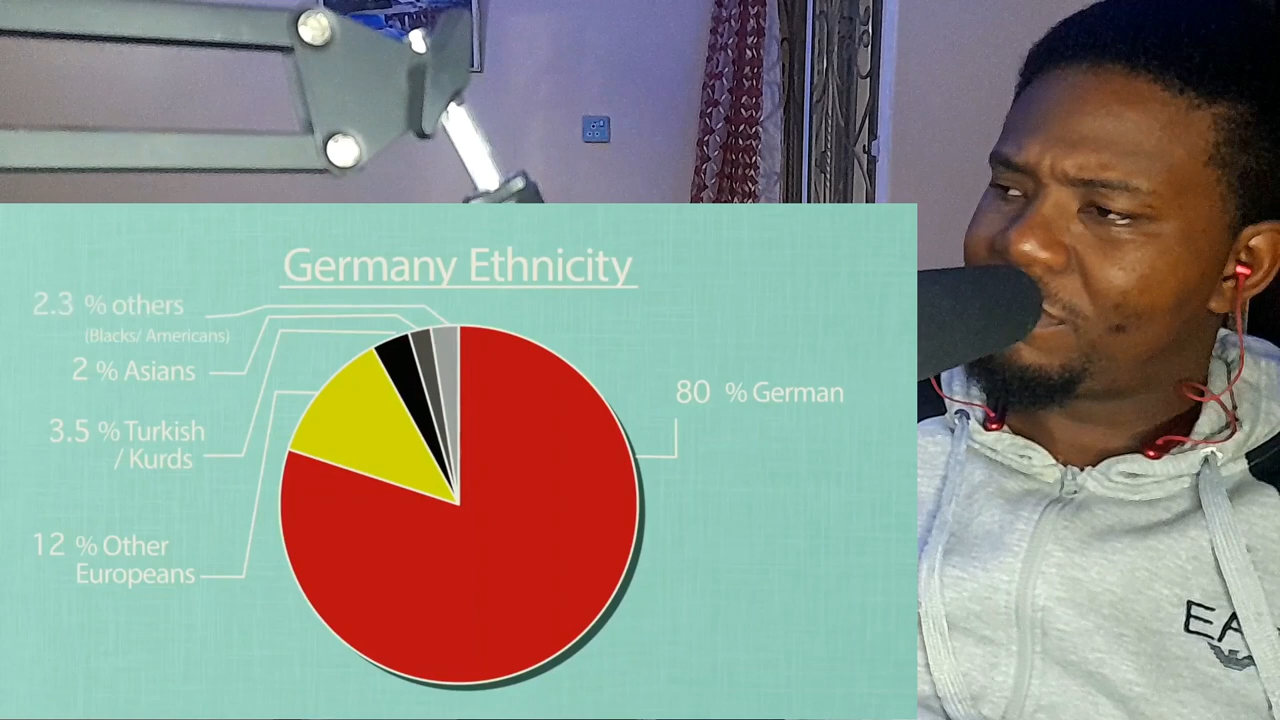 Germany Ethnicity
2.3 % others
(Blacks/ Americans)
2 % Asians
3.5 % Turkish
/ Kurds
12 % Other
Europeans
80 % German
EA